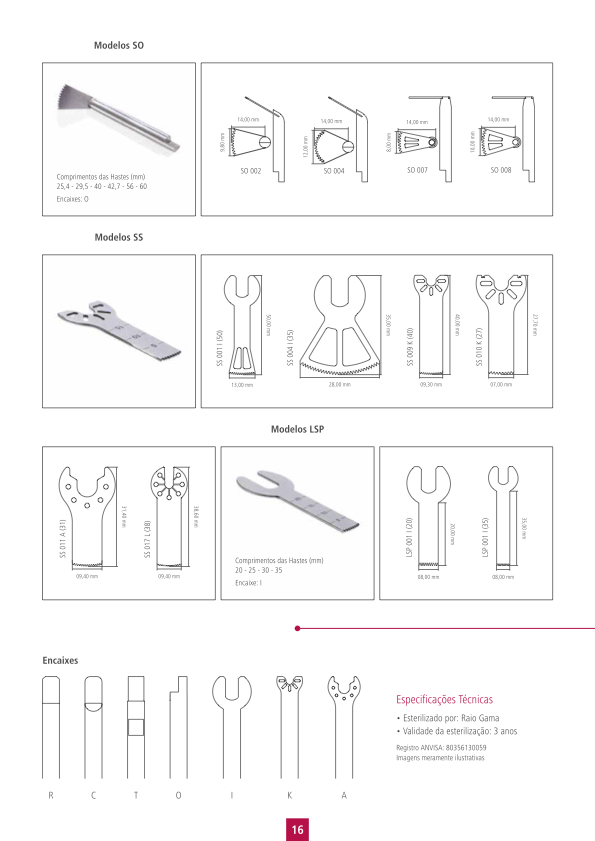 Modelos SO
Comprimentos das Hastes (mm)
25,4 - 29,5 - 40 - 42,7 - 56 - 60
Encaixes: O
14,00 mm
9,80 mm
SO 002
14,00 mm
12,00 mm
SO 004
14,00 mm
8,00 mm
SO 007
14,00 mm
10,00 mm
SO 008
Modelos SS
SS 001 I (50)
50,00 mm
13,00 mm
SS 004 I (35)
35,00 mm
28,00 mm
SS 009 K (40)
40,00 mm
09,30 mm
SS 010 K (27)
27,70 mm
07,00 mm
Modelos LSP
SS 011 A (31)
31,40 mm
09,40 mm
SS 017 L (38)
38,60 mm
09,40 mm
Comprimentos das Hastes (mm)
20 - 25 - 30 - 35
Encaixe: I
LSP 001 I (20)
20,00 mm
08,80 mm
LSP 001 I (35)
35,00 mm
08,00 mm
Encaixes
R
C
T
O
I
K
A
Especificações Técnicas
• Esterilizado por: Raio Gama
• Validade da esterilização: 3 anos
Registro ANVISA: 80356130059
Imagens meramente ilustrativas
16